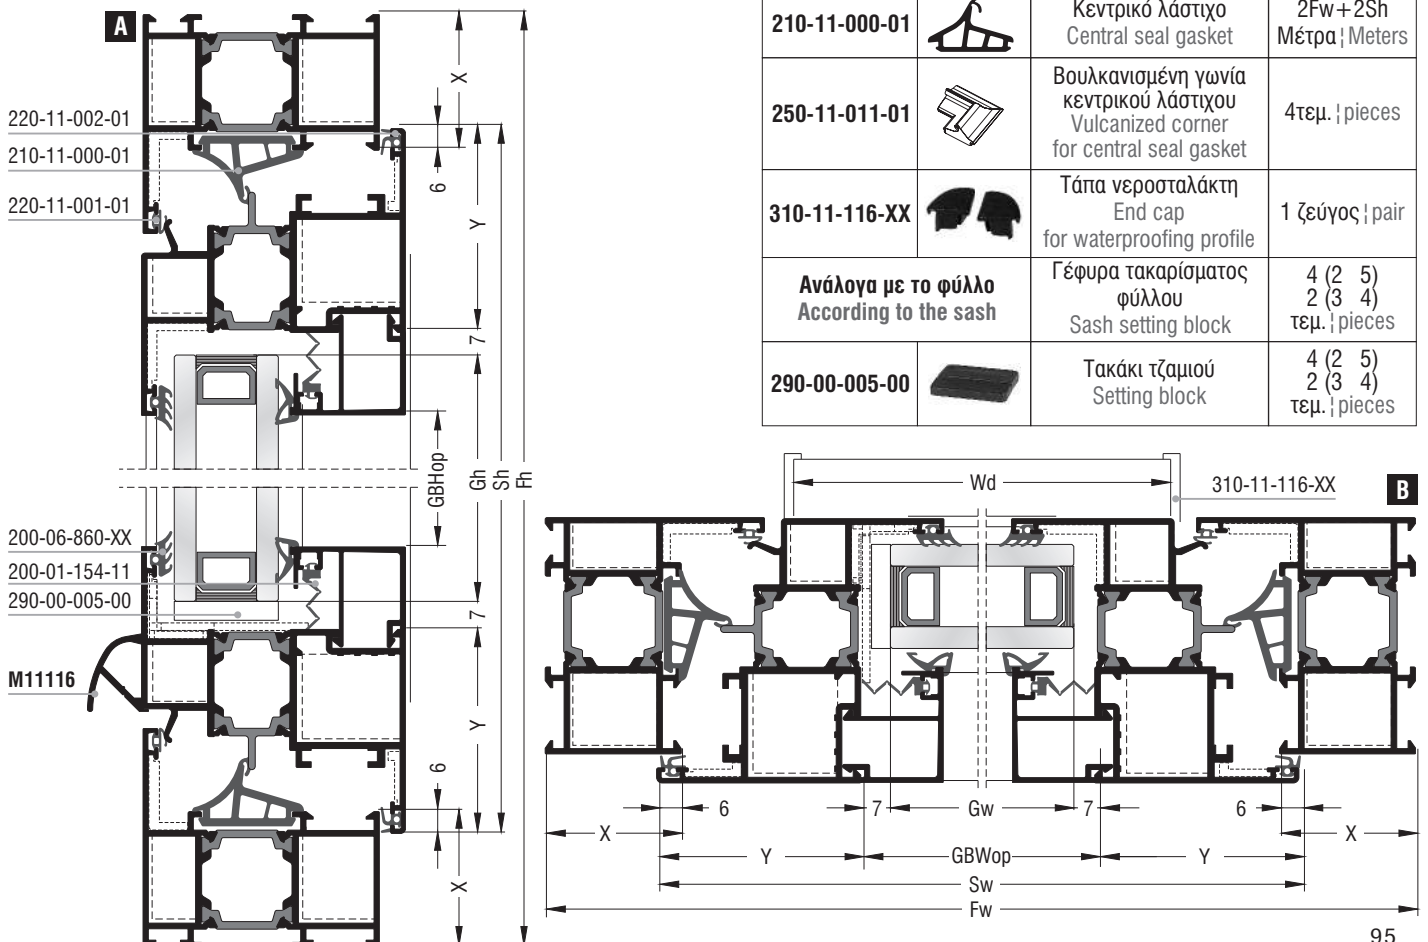 A
220-11-002-01
210-11-000-01
220-11-001-01
200-06-860-XX
200-01-154-11
290-00-005-00
M11116
X
6
Y
7
GBHop
Gh
Sh
Fh
7
Y
6
X
210-11-000-01
Κεντρικό λάστιχο
Central seal gasket
2Fw+2Sh
Μέτρα ¦ Meters
250-11-011-01
Βουλκανισμένη γωνία
κεντρικού λάστιχου
Vulcanized corner
for central seal gasket
4τεμ. ¦ pieces
310-11-116-XX
Τάπα νεροσταλάκτη
End cap
for waterproofing profile
1 ζεύγος ¦ pair
Ανάλογα με το φύλλο
According to the sash
Γέφυρα τακαρίσματος
φύλλου
Sash setting block
4 (2 5)
2 (3 4)
τεμ. ¦ pieces
290-00-005-00
Τακάκι τζαμιού
Setting block
4 (2 5)
2 (3 4)
τεμ. ¦ pieces
B
Wd
310-11-116-XX
6
7
Gw
7
6
X
X
Y
GBWop
Y
Sw
Fw
95